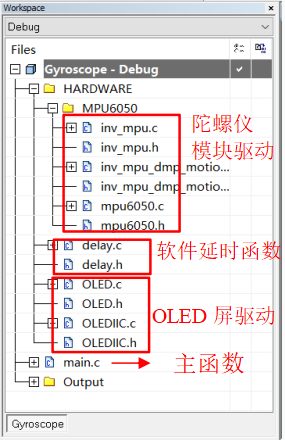 Workspace
Debug
Files
Gyroscope - Debug
HARDWARE
MPU6050
inv_mpu.c
inv_mpu.h
inv_mpu_dmp_motio...
inv_mpu_dmp_motio...
mpu6050.c
mpu6050.h
陀螺仪
模块驱动
delay.c
delay.h
软件延时函数
OLED.c
OLED.h
OLEDIIC.c
OLEDIIC.H
OLED 屏驱动
main.c
主函数
Output
Gyroscope